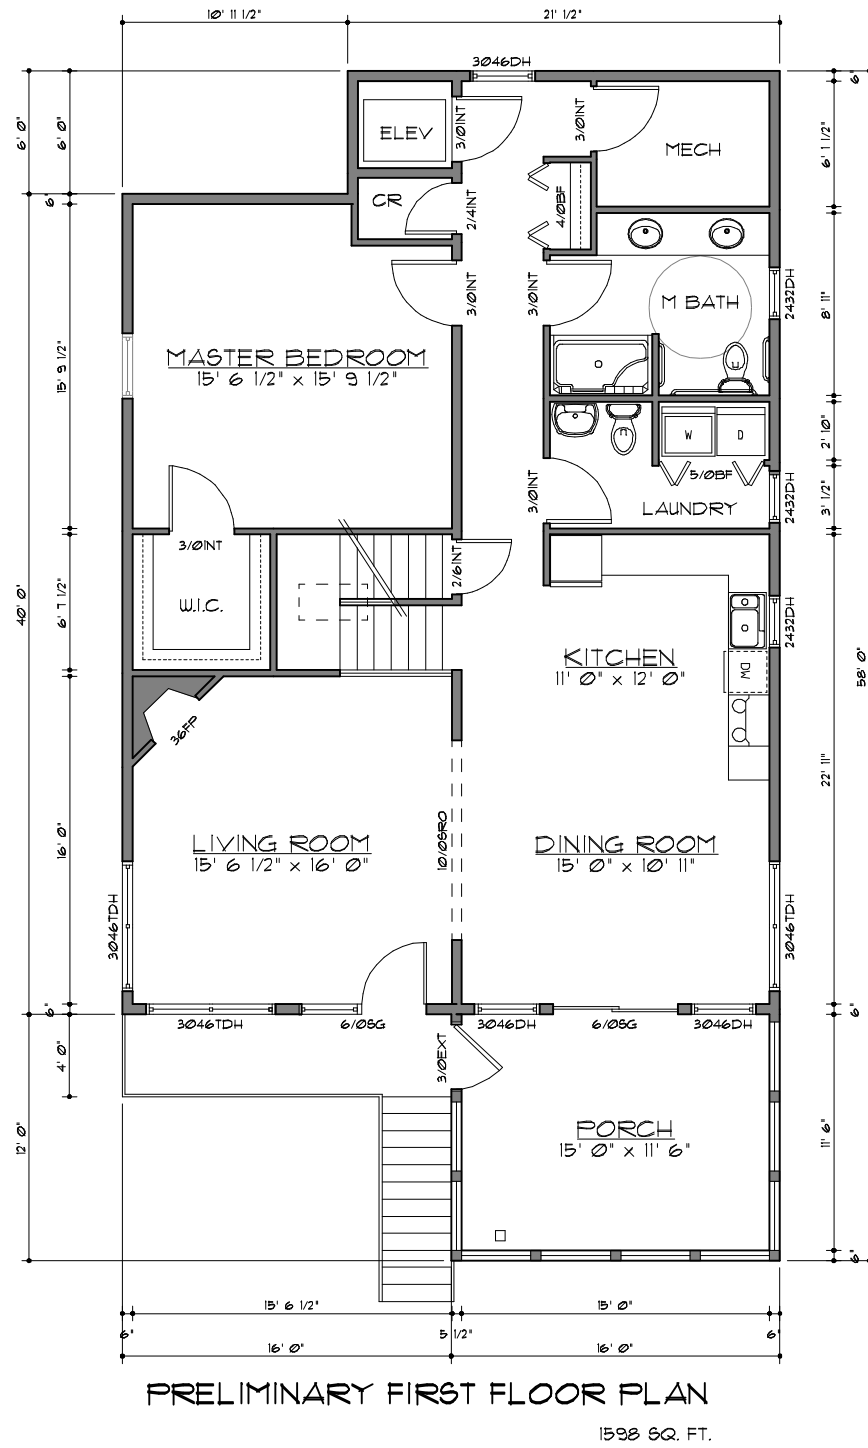 10' 11 1/2"
21' 1/2"
3046DH
6"
6' 0"
6' 0"
ELEV
3/0INT
3/0INT
MECH
6' 1 1/2"
6"
CR
2/4INT
4/0BF
3/0INT
3/0INT
M BATH
2432DH
8' 11"
MASTER BEDROOM
15' 6 1/2" x 15' 9 1/2"
15' 9 1/2"
W
D
2' 10"
5/0BF
3/0INT
LAUNDRY
2432DH
3' 1/2"
3/0INT
2/6INT
W.I.C.
6' 7 1/2"
40' 0"
2432DH
KITCHEN
11' 0" x 12' 0"
DW
58' 0"
36FP
22' 11"
16' 0"
LIVING ROOM
15' 6 1/2" x 16' 0"
10/0SRO
DINING ROOM
15' 0" x 10' 11"
3046TDH
3046TDH
6"
6"
3046TDH
6/0SG
3046DH
6/0SG
3046DH
4' 0"
3/0EXT
12' 0"
PORCH
15' 0" x 11' 6"
11' 6"
6"
15' 6 1/2"
15' 0"
6"
5 1/2"
6"
16' 0"
16' 0"
PRELIMINARY FIRST FLOOR PLAN
1598 SQ. FT.